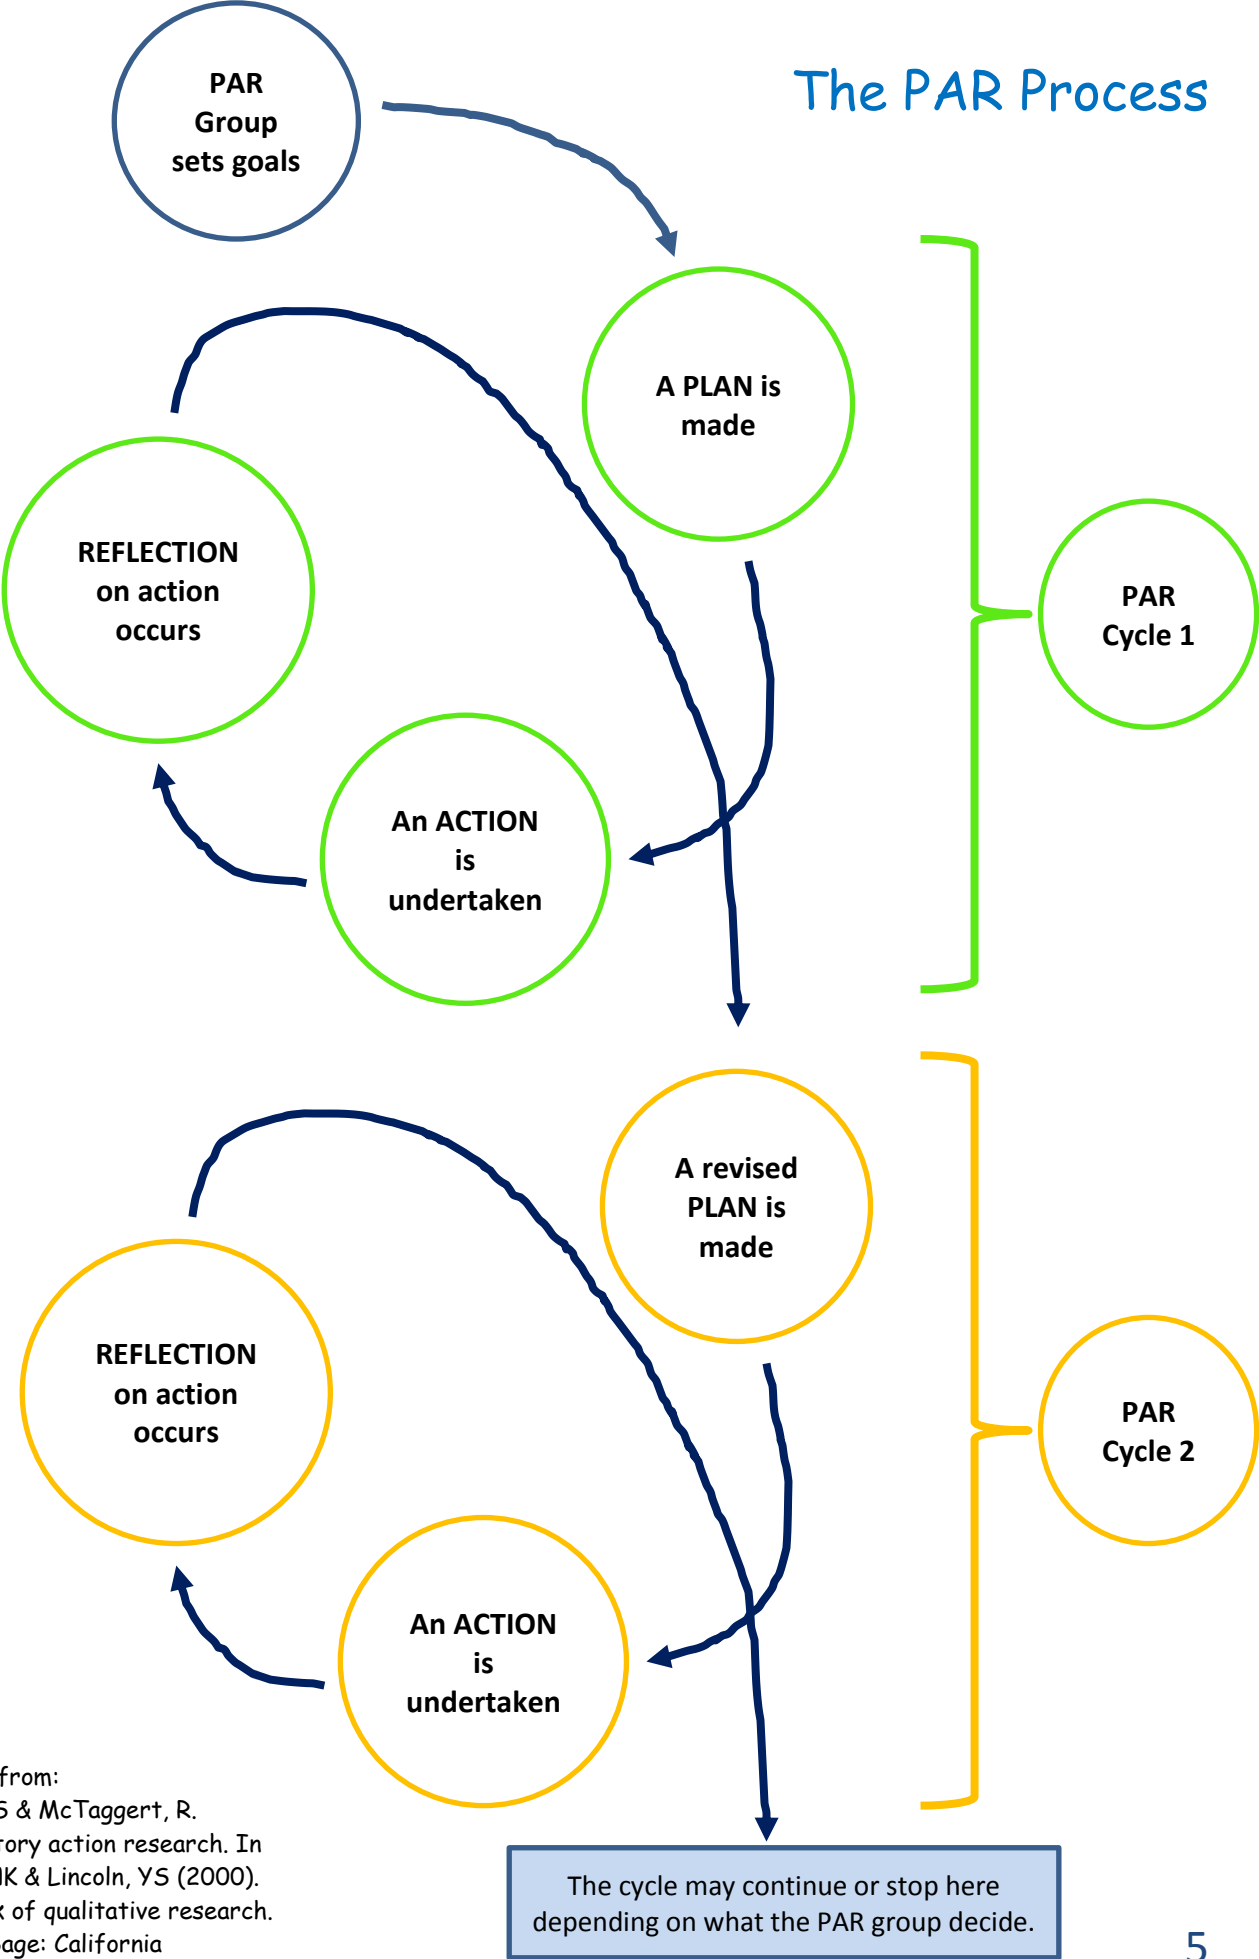 The PAR Process
PAR
Group
sets goals
A PLAN is
made
REFLECTION
on action
occurs
PAR
Cycle 1
An ACTION
is
undertaken
A revised
PLAN is
made
REFLECTION
on action
occurs
PAR
Cycle 2
An ACTION
is
undertaken
from:
& McTaggert, R.
action research. In
& Lincoln, YS (2000).
of qualitative research.
California
The cycle may continue or stop here
depending on what the PAR group decide.
5